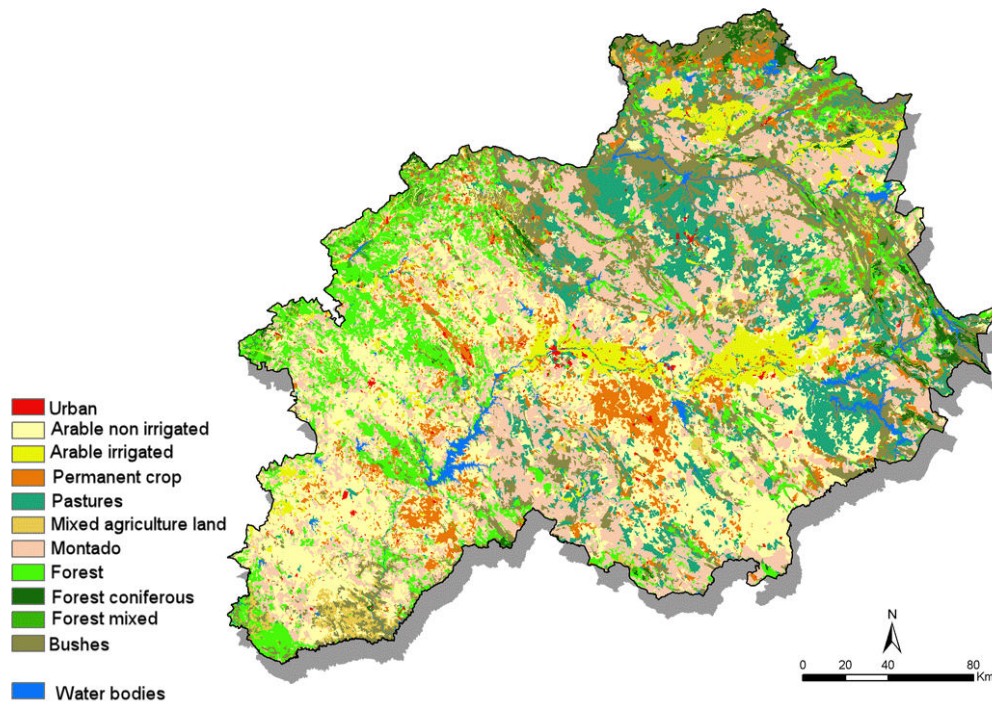 Urban
Arable non irrigated
Arable irrigated
Permanent crop
Pastures
Mixed agriculture land
Montado
Forest
Forest coniferous
Forest mixed
Bushes
Water bodies
N
0 20 40 80
Km